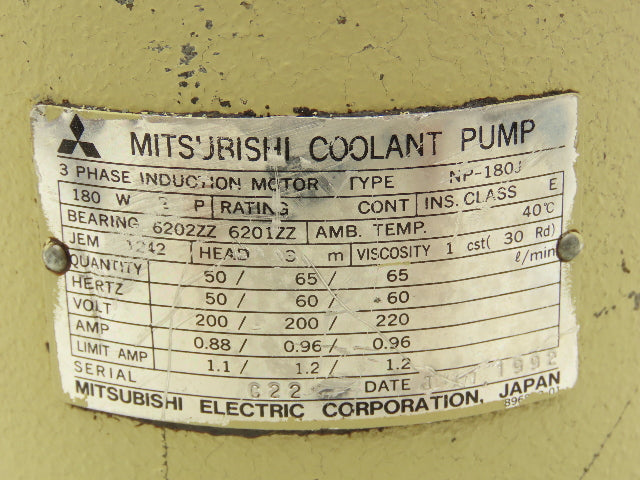 MITSUBISHI COOLANT PUMP
3 PHASE INDUCTION MOTOR TYPE NP-180J
180 W P RATING CONT INS. CLASS E
BEARING 6202ZZ 6201ZZ AMB. TEMP. 40℃
JEM HEAD m VISCOSITY 1 cst( 30 Rd)
QUANTITY 50 / 65 / 65 ℓ/min
HERTZ 50 / 60 / 60
VOLT 200 / 200 / 220
AMP 0.88 / 0.96 / 0.96
LIMIT AMP 1.1 / 1.2 / 1.2
SERIAL C22 DATE 1992
MITSUBISHI ELECTRIC CORPORATION, JAPAN